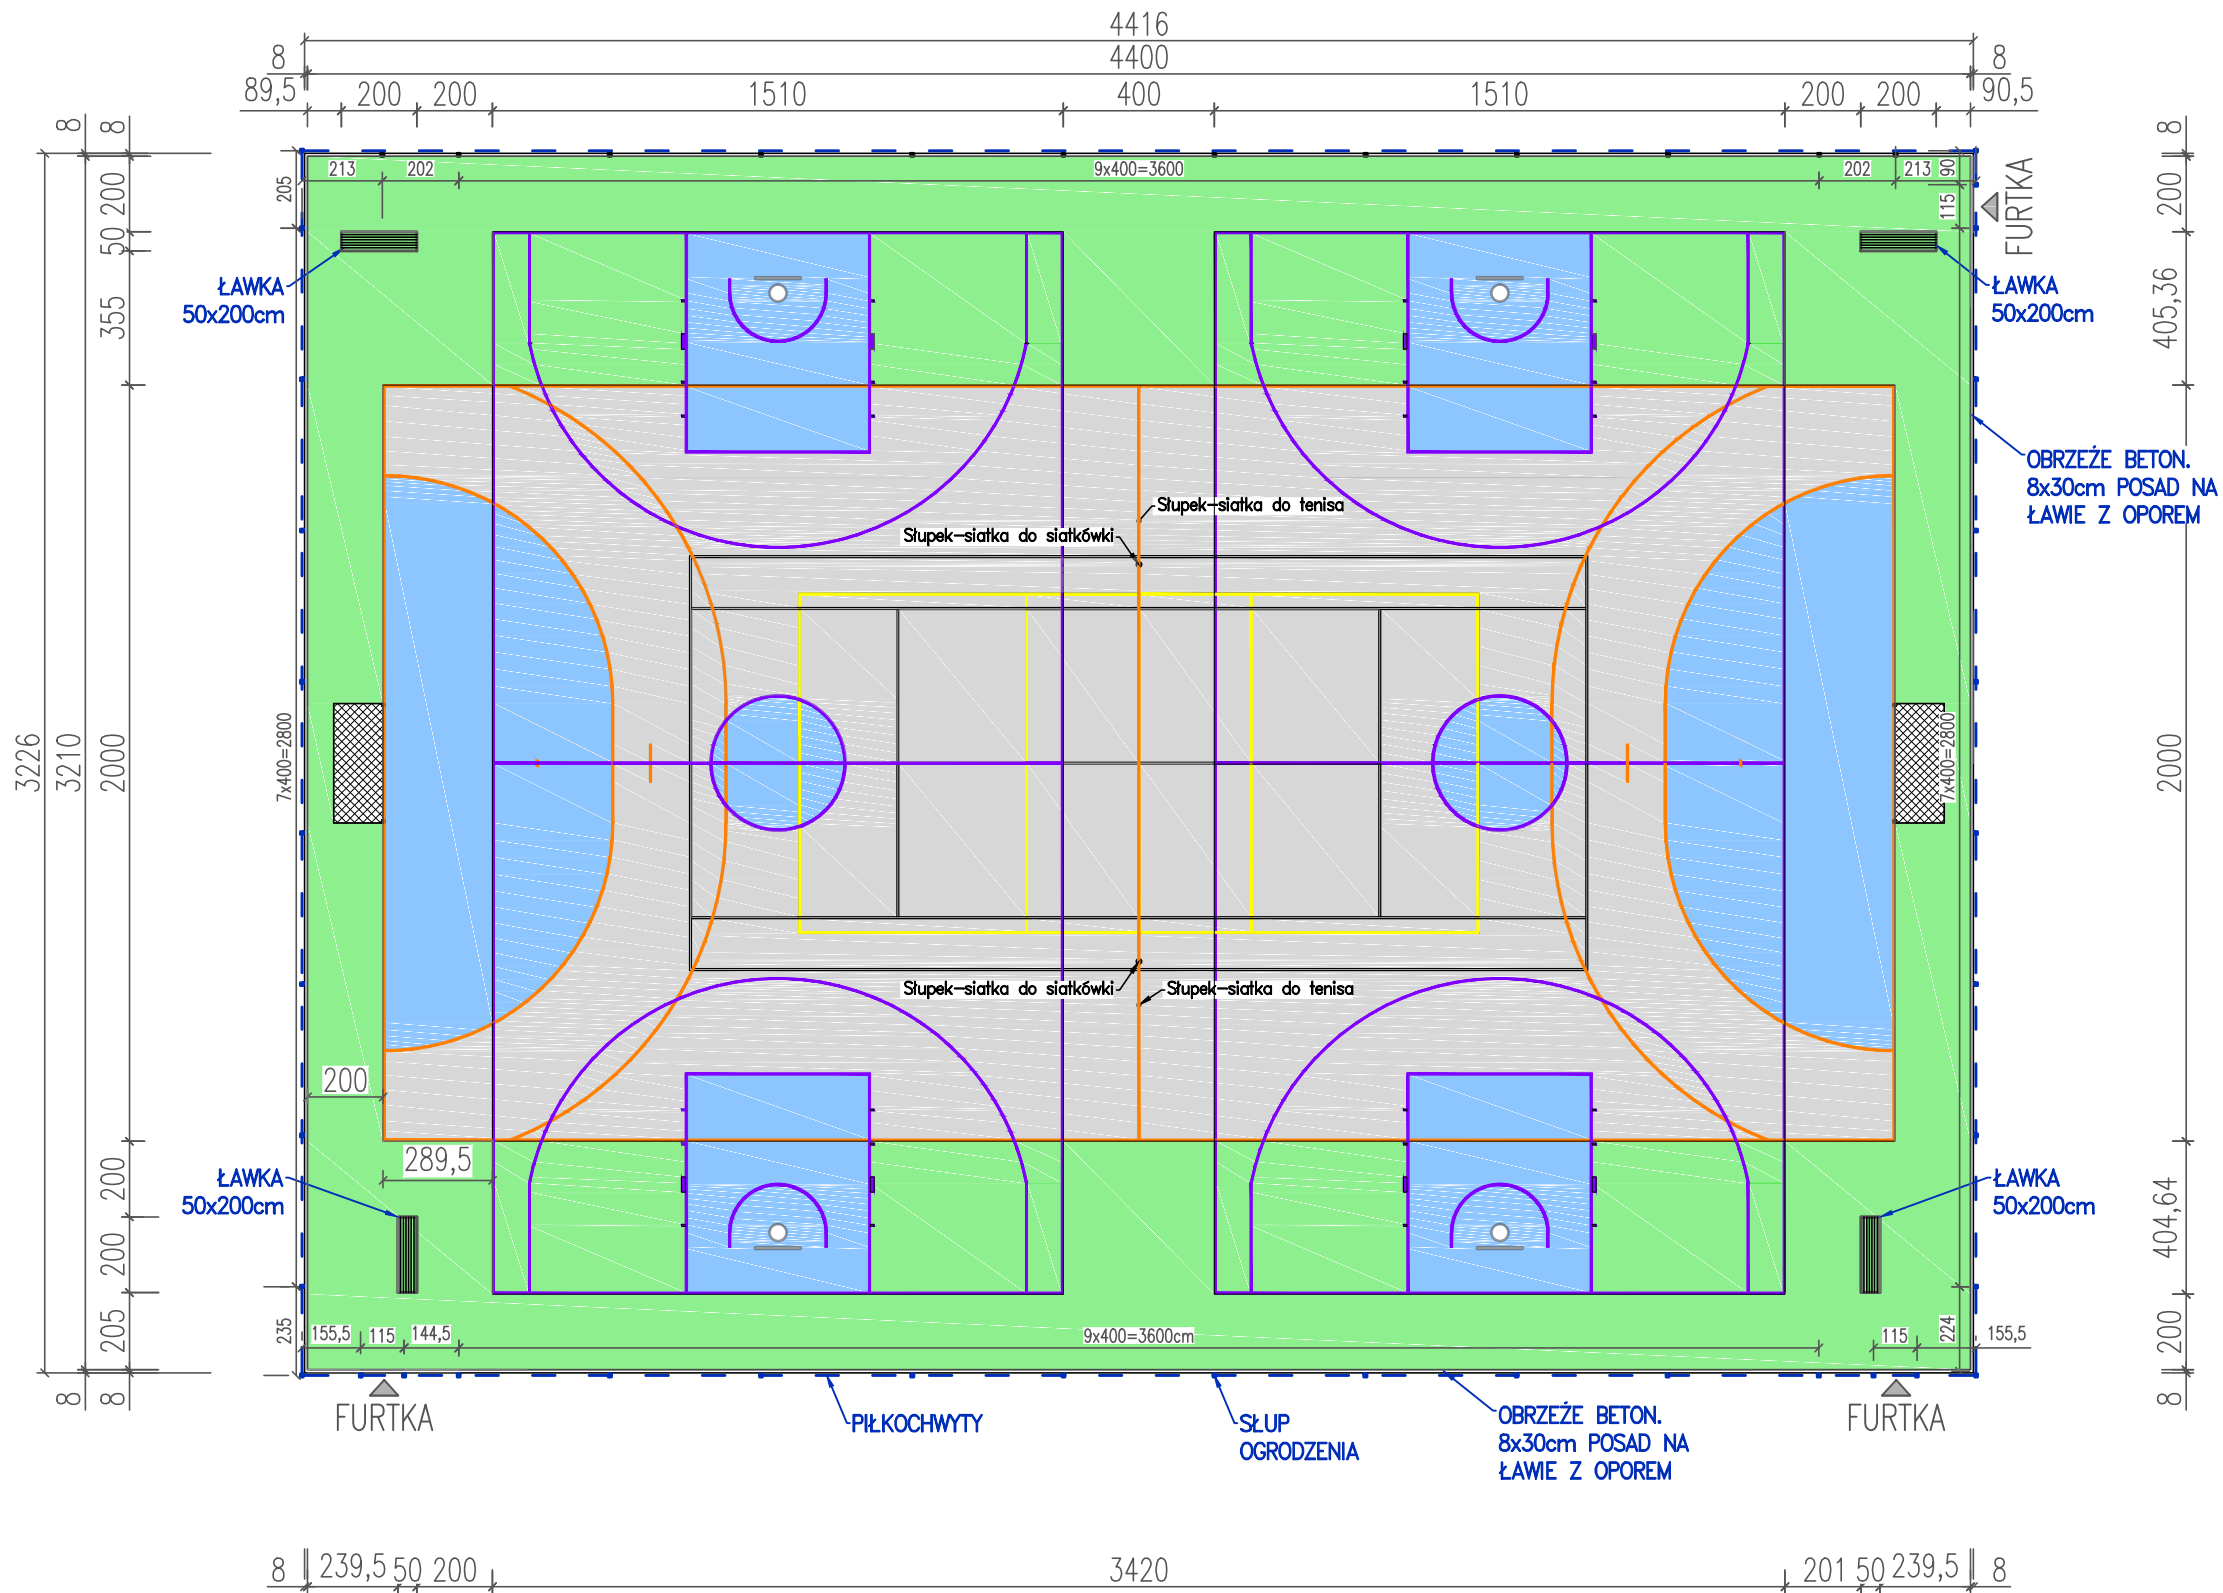 4416
8 4400 8
89,5 200 200 1510 400 1510 200 200 90,5
8 8 8
213 202 9x400=3600 202 213 90
205 200 115 FURTKA 200
50
ŁAWKA
50x200cm
ŁAWKA
50x200cm
355 405,36
OBRZEŻE BETON.
8x30cm POSAD NA
ŁAWIE Z OPOREM
Słupek-siatka do tenisa
Słupek-siatka do siatkówki
3226 3210 2000 7x400=2800 7x400=2800 2000
Słupek-siatka do siatkówki
Słupek-siatka do tenisa
200
289,5
200
ŁAWKA
50x200cm
ŁAWKA
50x200cm
200 404,64
205 235 155,5 115 144,5 9x400=3600cm 115 224 155,5 200
8 8 8
FURTKA
PIŁKOCHWYTY
SŁUP
OGRODZENIA
OBRZEŻE BETON.
8x30cm POSAD NA
ŁAWIE Z OPOREM
FURTKA
8 239,5 50 200 3420 201 50 239,5 8